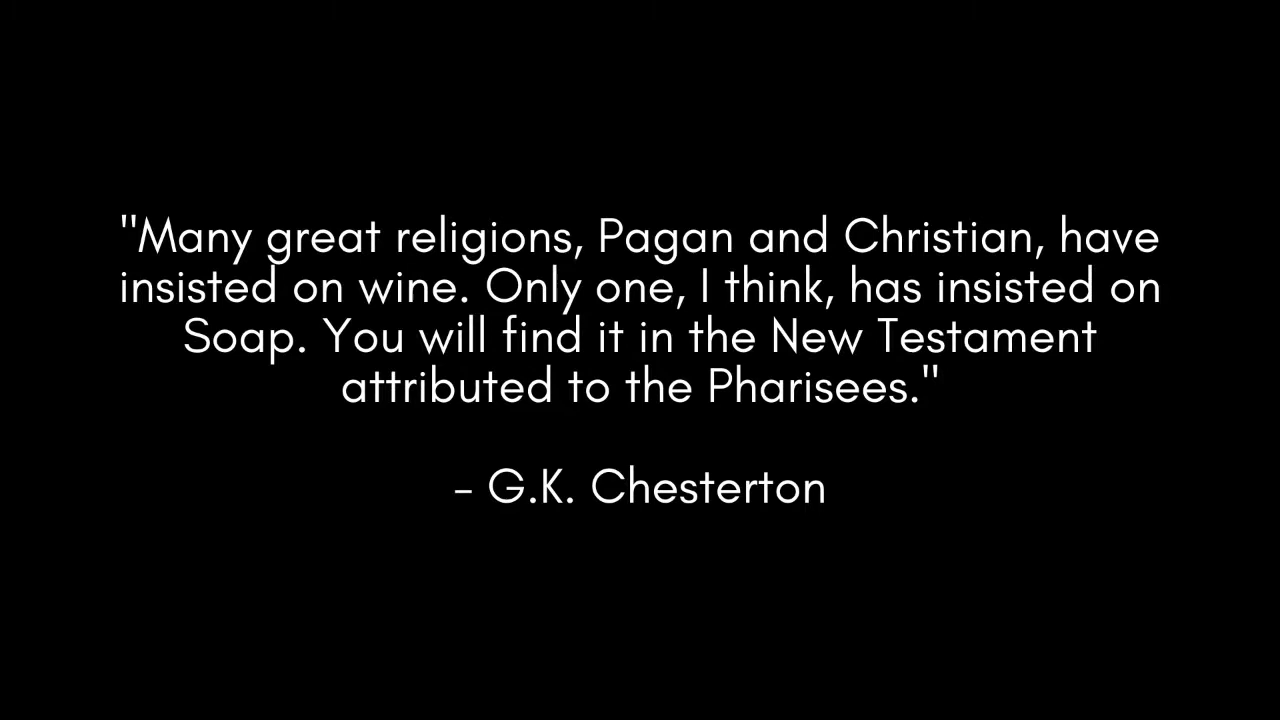 "Many great religions, Pagan and Christian, have
insisted on wine. Only one, I think, has insisted on
Soap. You will find it in the New Testament
attributed to the Pharisees."
- G.K. Chesterton